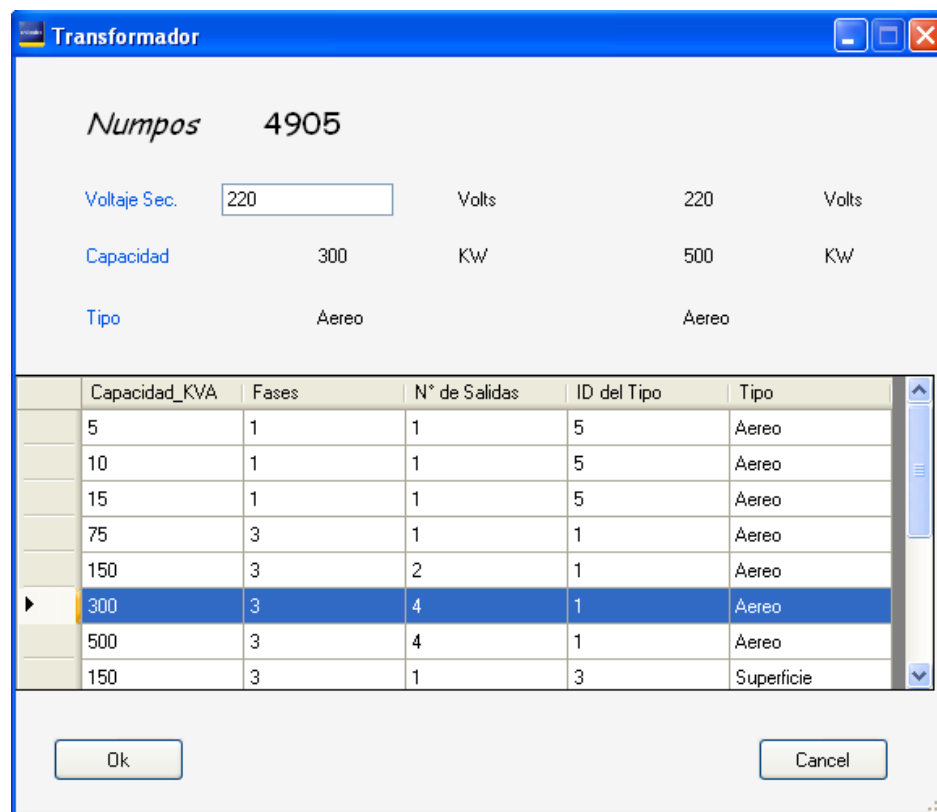 Transformador
Numpos 4905
Voltaje Sec. 220 Volts 220 Volts
Capacidad 300 KW 500 KW
Tipo Aereo Aereo
Capacidad_KVA Fases N° de Salidas ID del Tipo Tipo
5 1 1 5 Aereo
10 1 1 5 Aereo
15 1 1 5 Aereo
75 3 1 1 Aereo
150 3 2 1 Aereo
300 3 4 1 Aereo
500 3 4 1 Aereo
150 3 1 3 Superficie
Ok Cancel